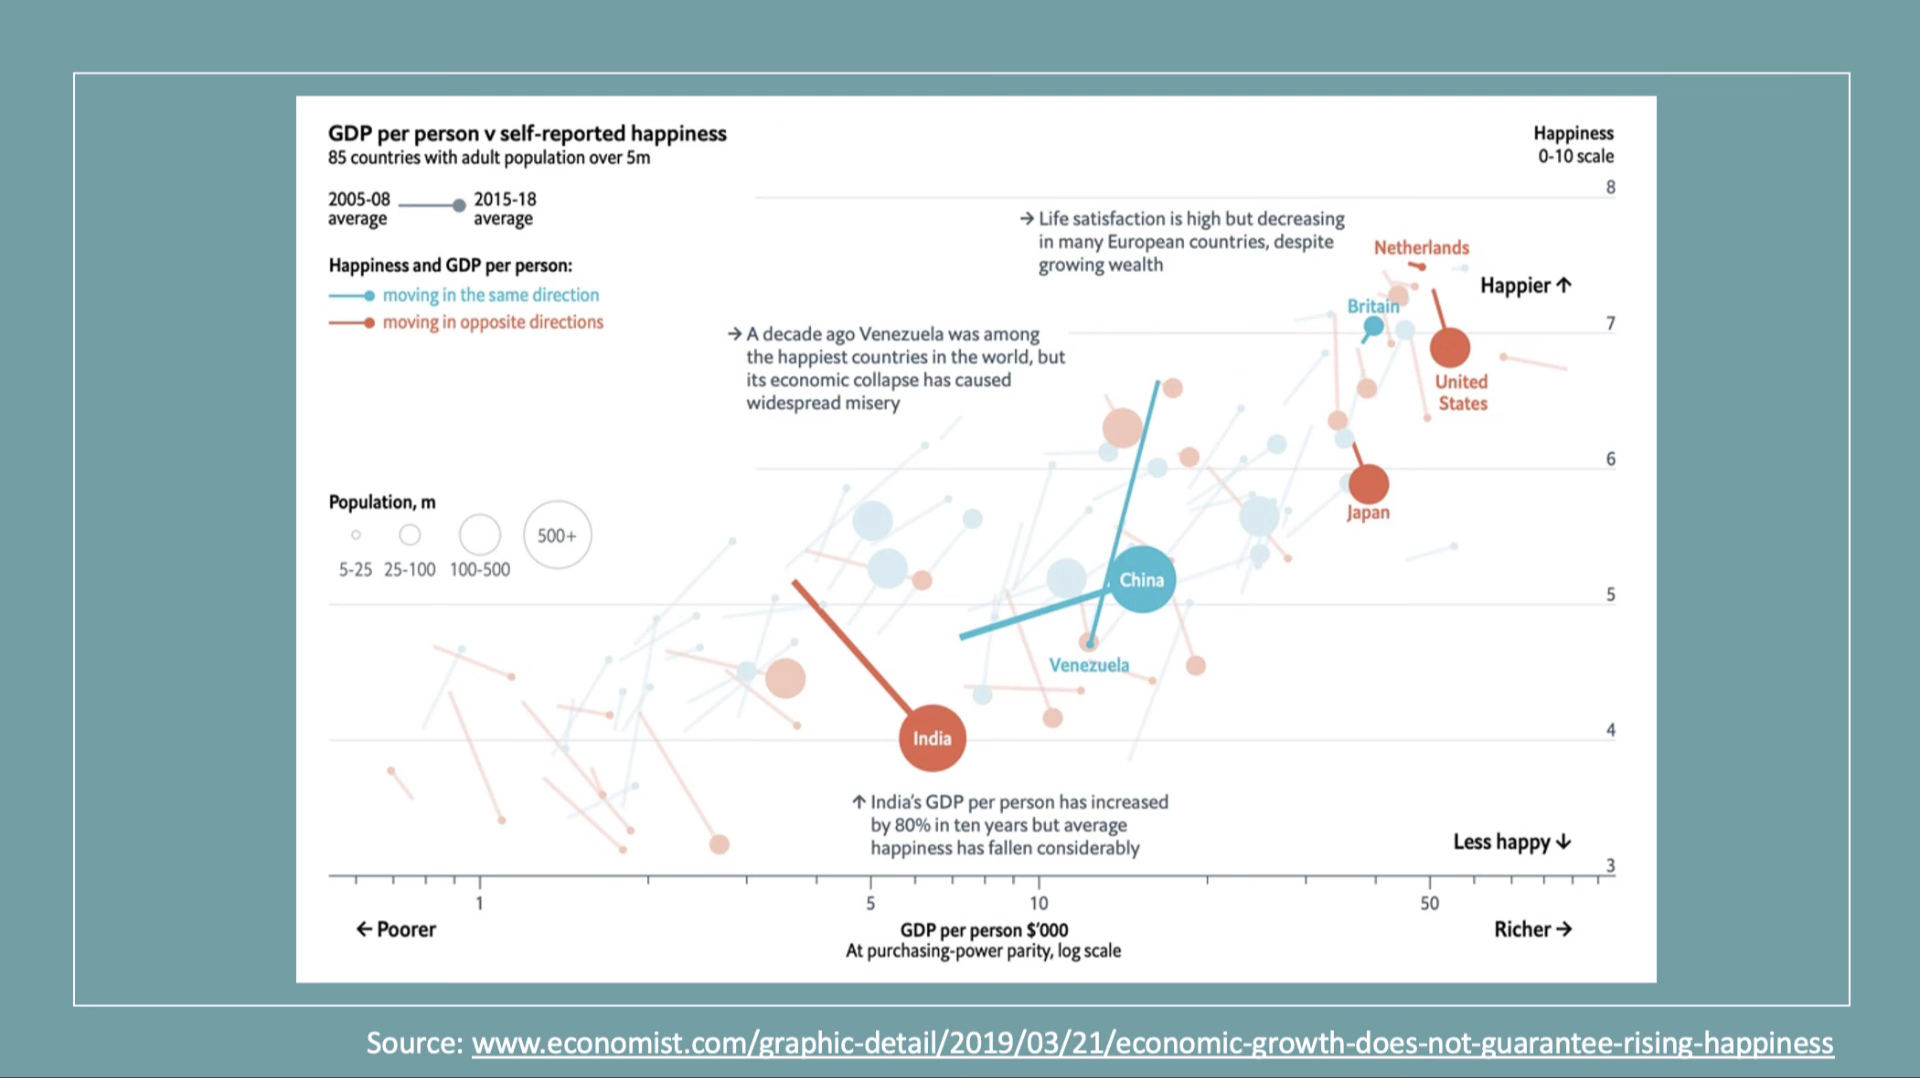 GDP per person v self-reported happiness
85 countries with adult population over 5m
2005-08 average
2015-18 average
Happiness and GDP per person:
moving in the same direction
moving in opposite directions
Happiness
0-10 scale
8
→ Life satisfaction is high but decreasing
in many European countries, despite
growing wealth
Netherlands
Happier ↑
Britain
7
→ A decade ago Venezuela was among
the happiest countries in the world, but
its economic collapse has caused
widespread misery
United
States
6
Population, m
500+
5-25 25-100 100-500
Japan
China
5
Venezuela
4
India
↑ India's GDP per person has increased
by 80% in ten years but average
happiness has fallen considerably
Less happy ↓
3
1 5 10 50
← Poorer
GDP per person $'000
At purchasing-power parity, log scale
Richer →
Source: www.economist.com/graphic-detail/2019/03/21/economic-growth-does-not-guarantee-rising-happiness